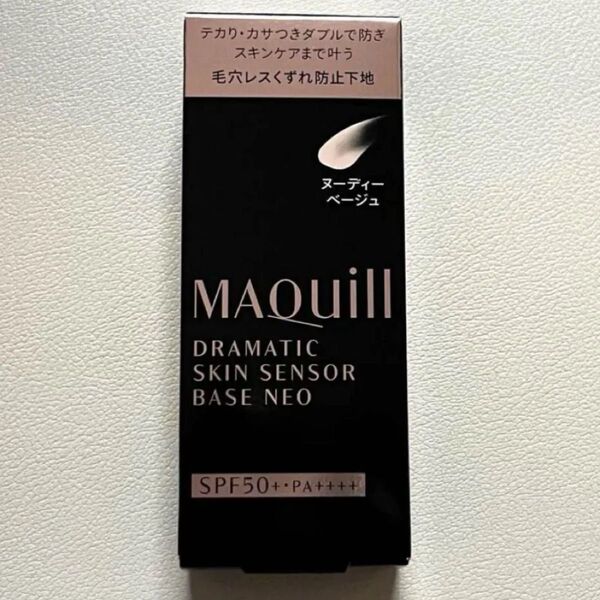 テカり・カサつきダブルで防ぎ
スキンケアまで叶う
毛穴レスくずれ防止下地
ヌーディー
ベージュ
MAQuill
DRAMATIC
SKIN SENSOR
BASE NEO
SPF50+・PA++++